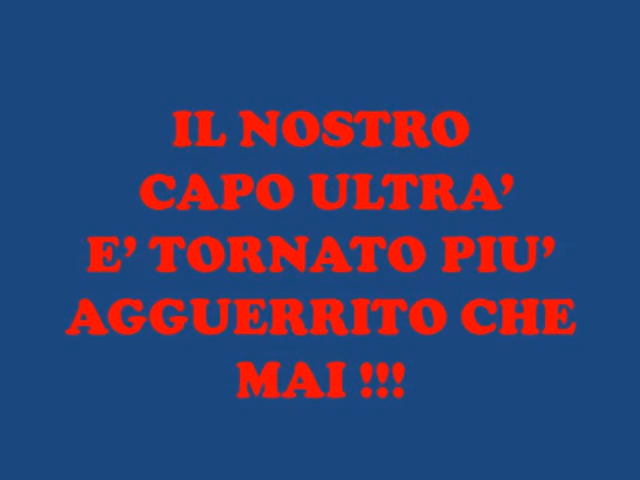 IL NOSTRO
CAPO ULTRA’
E’ TORNATO PIU’
AGGUERRITO CHE
MAI !!!